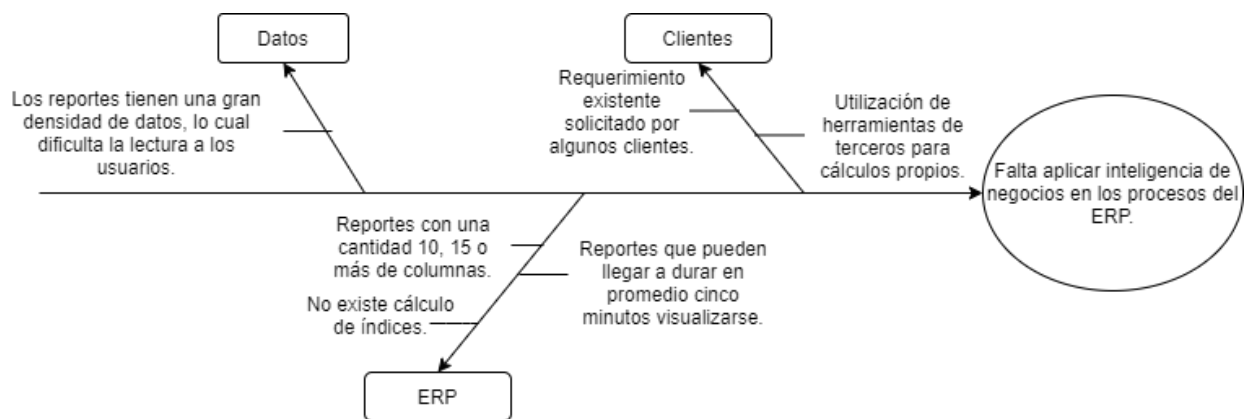 Datos
Clientes
Los reportes tienen una gran
densidad de datos, lo cual
dificulta la lectura a los
usuarios.
Requerimiento
existente
solicitado por
algunos clientes.
Utilización de
herramientas de
terceros para
cálculos propios.
Falta aplicar inteligencia de
negocios en los procesos del
ERP.
Reportes con una
cantidad 10, 15 o
más de columnas.
Reportes que pueden
llegar a durar en
promedio cinco
minutos visualizarse.
No existe cálculo
de índices.
ERP